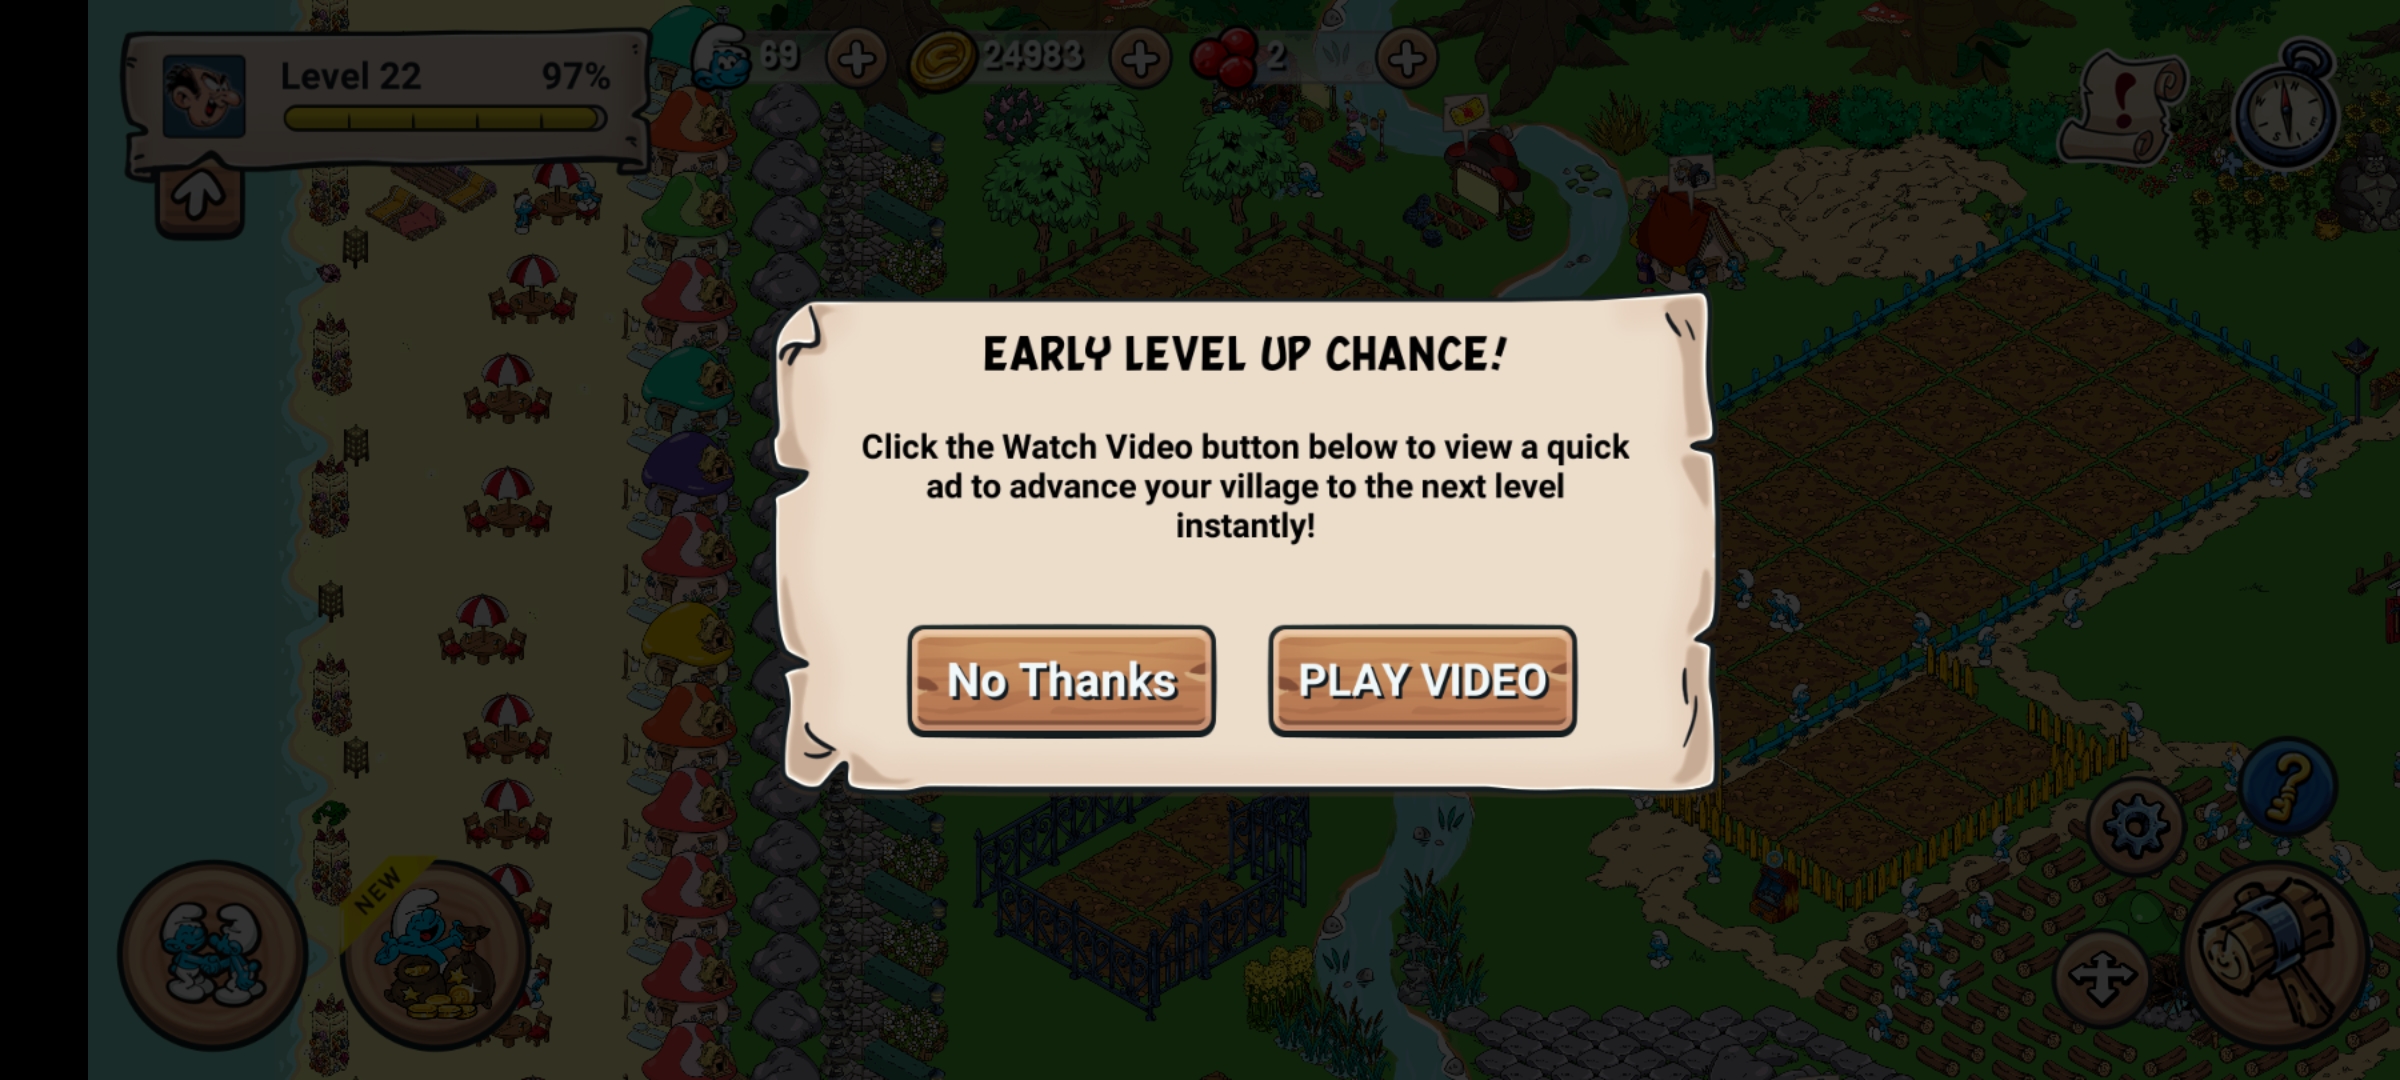 Level 22 97%
69
24983
2
EARLY LEVEL UP CHANCE!
Click the Watch Video button below to view a quick
ad to advance your village to the next level
instantly!
No Thanks
PLAY VIDEO
NEW